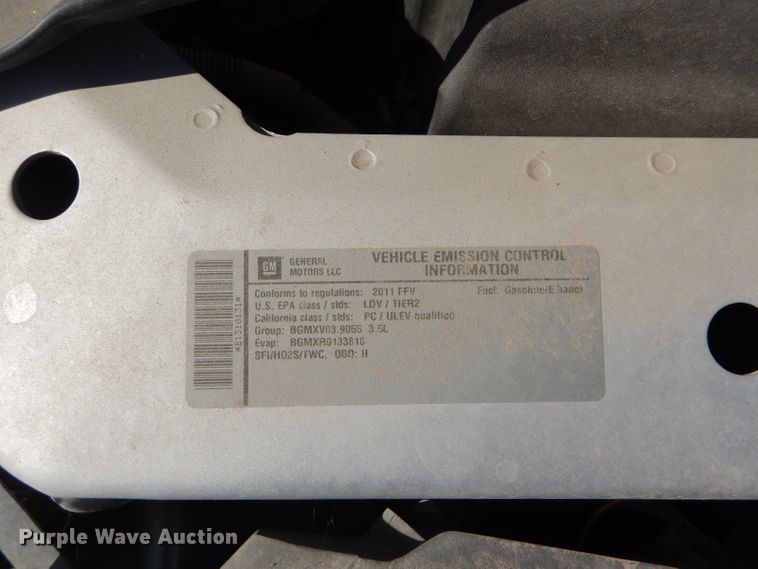 GM
GENERAL
MOTORS LLC
VEHICLE EMISSION CONTROL
INFORMATION
Conforms to regulations: 2011 FFV Fuel: Gasoline/Ethanol
U.S. EPA class / stds: LDV / TIER2
California class / stds: PC / ULEV qualified
Group: BGMXV03.9055 3.5L
Evap: BGMXR0133810
SFI/HO2S/TWC, OBD: II
Purple Wave Auction